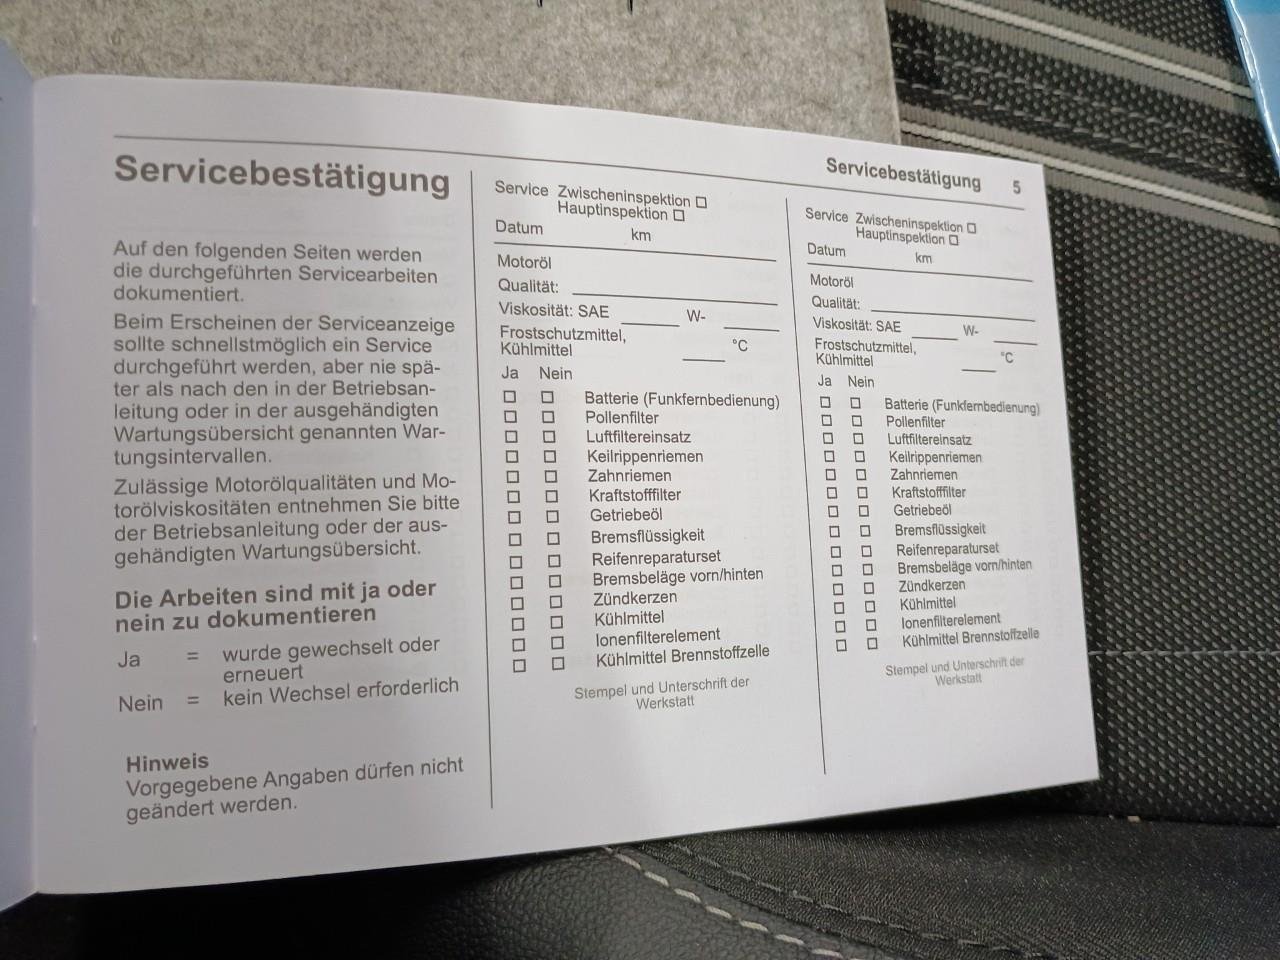 Servicebestätigung 5
Servicebestätigung
Auf den folgenden Seiten werden
die durchgeführten Servicearbeiten
dokumentiert.
Beim Erscheinen der Serviceanzeige
sollte schnellstmöglich ein Service
durchgeführt werden, aber nie spä-
ter als nach den in der Betriebsan-
leitung oder in der ausgehändigten
Wartungsübersicht genannten War-
tungsintervallen.
Zulässige Motorölqualitäten und Mo-
torölviskositäten entnehmen Sie bitte
der Betriebsanleitung oder der aus-
gehändigten Wartungsübersicht.
Die Arbeiten sind mit ja oder
nein zu dokumentieren
Ja = wurde gewechselt oder
erneuert
Nein = kein Wechsel erforderlich
Hinweis
Vorgegebene Angaben dürfen nicht
geändert werden.
Service Zwischeninspektion ☐
Hauptinspektion ☐
Datum km
Motoröl
Qualität:
Viskosität: SAE W-
Frostschutzmittel,
Kühlmittel °C
Ja Nein
☐ ☐ Batterie (Funkfernbedienung)
☐ ☐ Pollenfilter
☐ ☐ Luftfiltereinsatz
☐ ☐ Keilrippenriemen
☐ ☐ Zahnriemen
☐ ☐ Kraftstofffilter
☐ ☐ Getriebeöl
☐ ☐ Bremsflüssigkeit
☐ ☐ Reifenreparaturset
☐ ☐ Bremsbeläge vorn/hinten
☐ ☐ Zündkerzen
☐ ☐ Kühlmittel
☐ ☐ Ionenfilterelement
☐ ☐ Kühlmittel Brennstoffzelle
Stempel und Unterschrift der
Werkstatt
Service Zwischeninspektion ☐
Hauptinspektion ☐
Datum km
Motoröl
Qualität:
Viskosität: SAE W-
Frostschutzmittel,
Kühlmittel °C
Ja Nein
☐ ☐ Batterie (Funkfernbedienung)
☐ ☐ Pollenfilter
☐ ☐ Luftfiltereinsatz
☐ ☐ Keilrippenriemen
☐ ☐ Zahnriemen
☐ ☐ Kraftstofffilter
☐ ☐ Getriebeöl
☐ ☐ Bremsflüssigkeit
☐ ☐ Reifenreparaturset
☐ ☐ Bremsbeläge vorn/hinten
☐ ☐ Zündkerzen
☐ ☐ Kühlmittel
☐ ☐ Ionenfilterelement
☐ ☐ Kühlmittel Brennstoffzelle
Stempel und Unterschrift der
Werkstatt